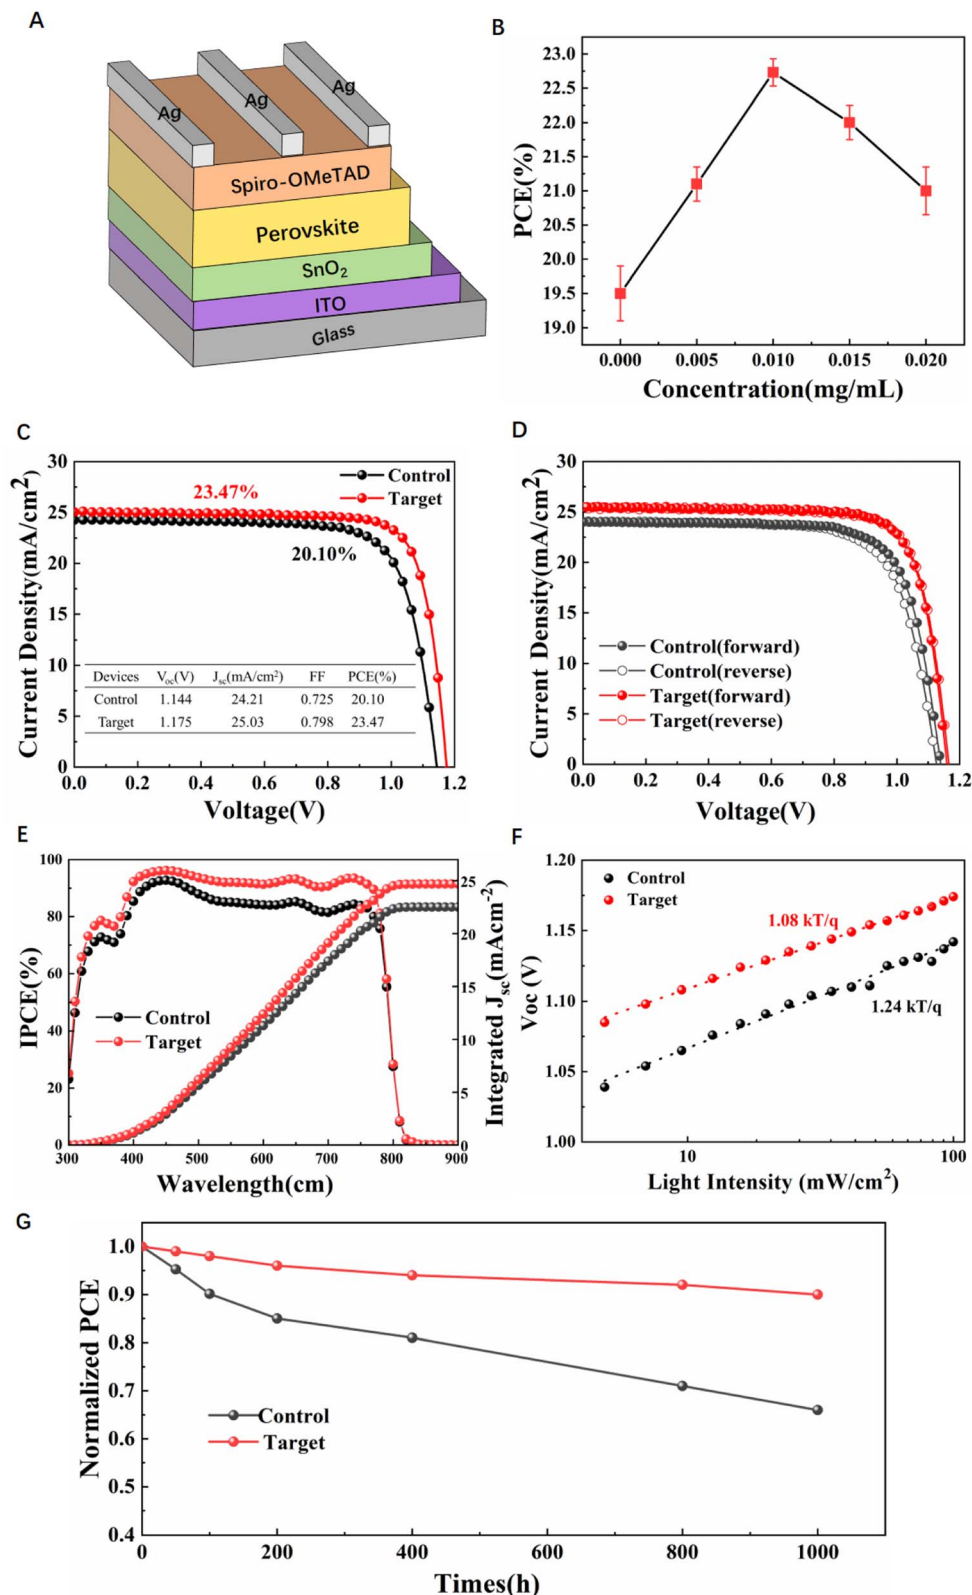 A
Ag
Ag
Ag
Spiro-OMeTAD
Perovskite
SnO₂
ITO
Glass
B
23.0
22.5
22.0
21.5
21.0
20.5
20.0
19.5
19.0
PCE(%)
0.000 0.005 0.010 0.015 0.020
Concentration(mg/mL)
C
30
25
20
15
10
5
0
Current Density(mA/cm²)
Control
Target
23.47%
20.10%
Devices Voc(V) Jsc(mA/cm²) FF PCE(%)
Control 1.144 24.21 0.725 20.10
Target 1.175 25.03 0.798 23.47
0.0 0.2 0.4 0.6 0.8 1.0 1.2
Voltage(V)
D
30
25
20
15
10
5
0
Current Density(mA/cm²)
Control(forward)
Control(reverse)
Target(forward)
Target(reverse)
0.0 0.2 0.4 0.6 0.8 1.0 1.2
Voltage(V)
E
100
80
60
40
20
0
IPCE(%)
Control
Target
25
20
15
10
5
0
Integrated Jsc(mAcm⁻²)
300 400 500 600 700 800 900
Wavelength(cm)
F
1.20
1.15
1.10
1.05
1.00
Voc (V)
Control
Target
1.08 kT/q
1.24 kT/q
10 100
Light Intensity (mW/cm²)
G
1.0
0.9
0.8
0.7
0.6
0.5
0.4
Normalized PCE
Control
Target
0 200 400 600 800 1000
Times(h)